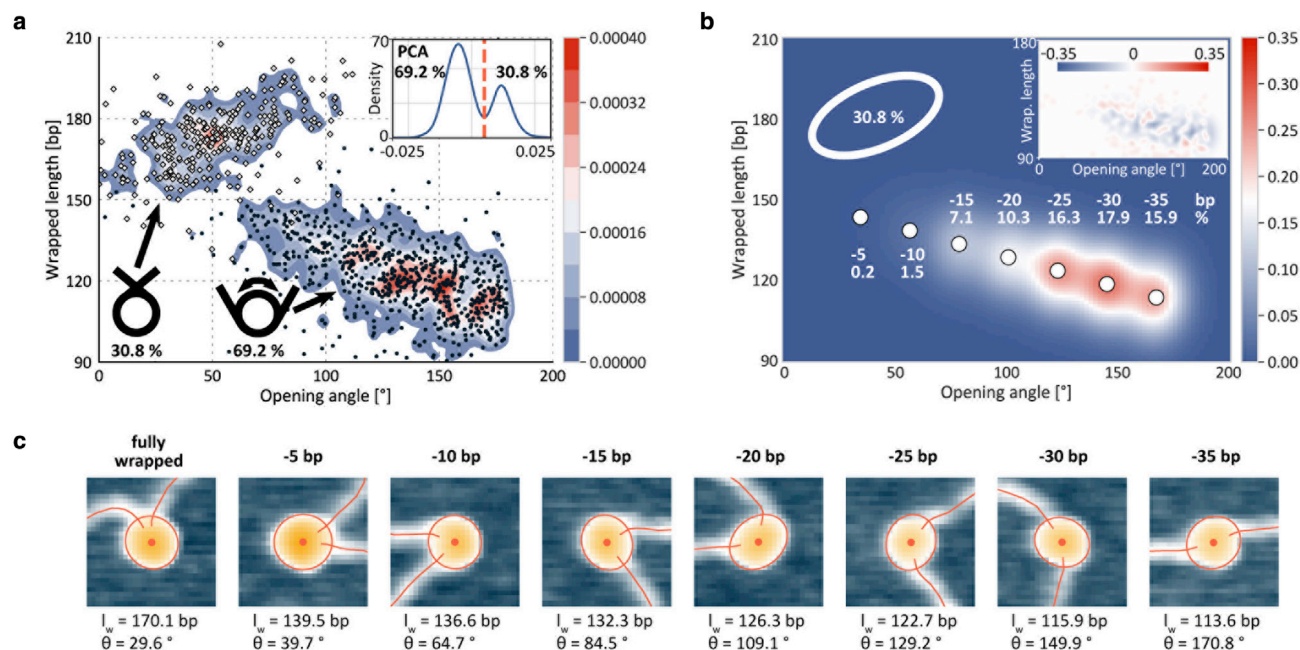 a
210
180
150
120
90
Wrapped length [bp]
0
50
100
150
200
Opening angle [°]
30.8 %
69.2 %
PCA
69.2 %
30.8 %
70
0
Density
-0.025
0.025
0.00040
0.00032
0.00024
0.00016
0.00008
0.00000
b
210
180
150
120
90
Wrapped length [bp]
0
50
100
150
200
Opening angle [°]
30.8 %
-15 -20 -25 -30 -35 bp
7.1 10.3 16.3 17.9 15.9 %
-5 -10
0.2 1.5
180
90
Wrap. length
-0.35 0 0.35
0 Opening angle [°] 200
0.35
0.30
0.25
0.20
0.15
0.10
0.05
0.00
c
fully
wrapped
-5 bp
-10 bp
-15 bp
-20 bp
-25 bp
-30 bp
-35 bp
l_w = 170.1 bp
θ = 29.6 °
l_w = 139.5 bp
θ = 39.7 °
l_w = 136.6 bp
θ = 64.7 °
l_w = 132.3 bp
θ = 84.5 °
l_w = 126.3 bp
θ = 109.1 °
l_w = 122.7 bp
θ = 129.2 °
l_w = 115.9 bp
θ = 149.9 °
l_w = 113.6 bp
θ = 170.8 °